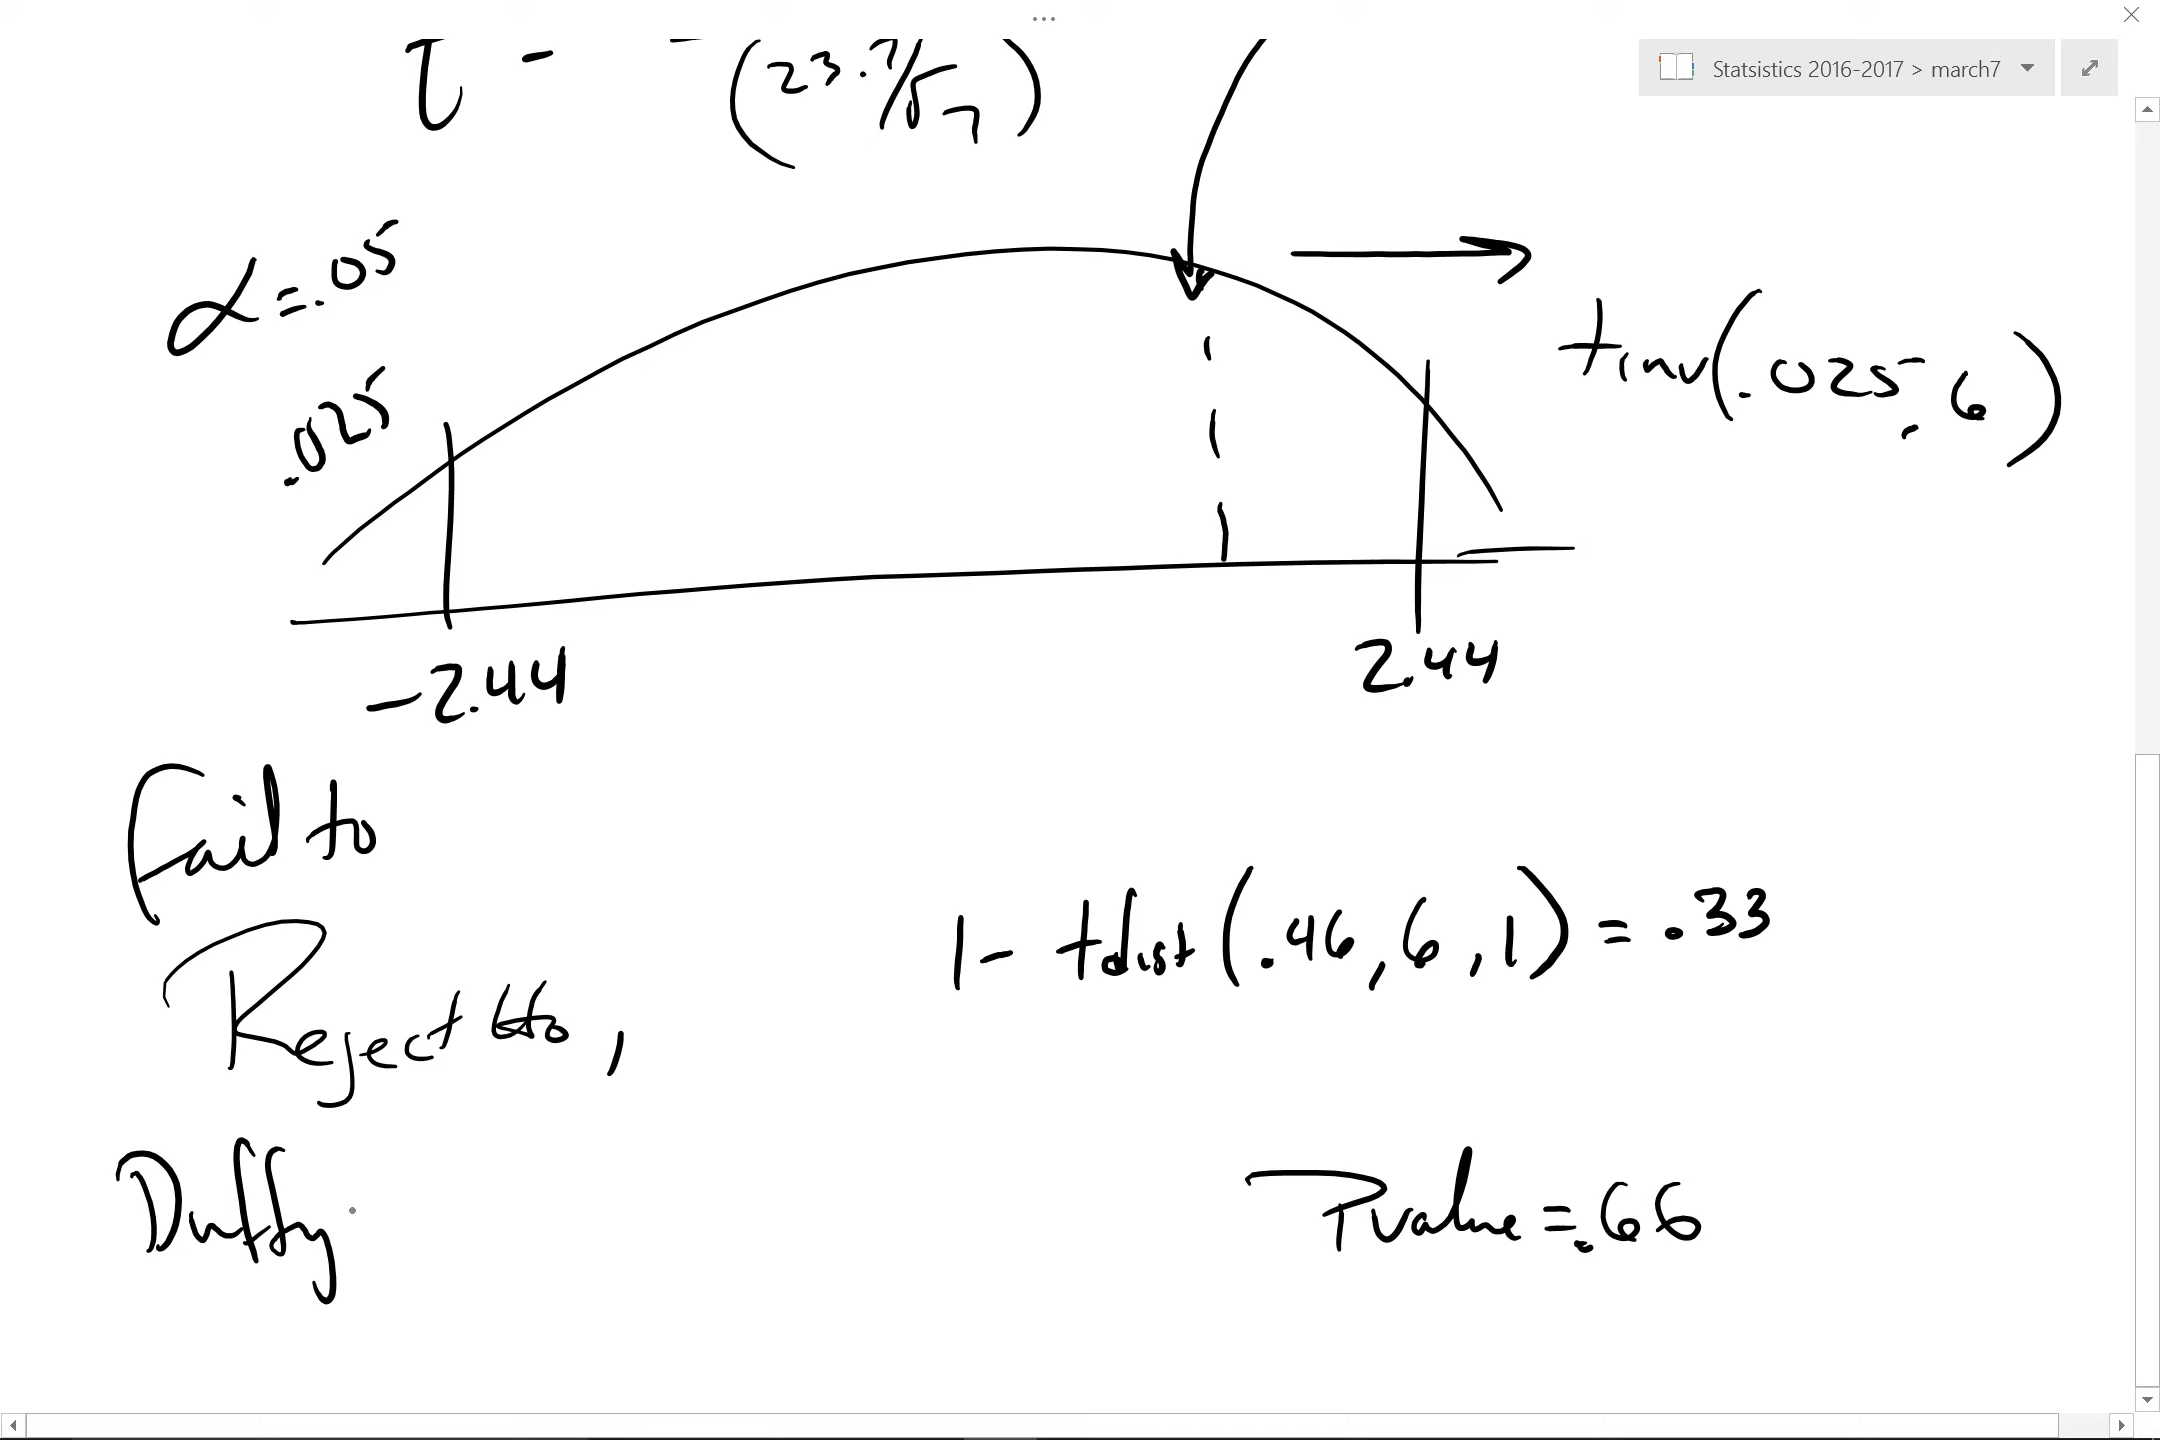 Statsistics 2016-2017 > march7
t = (23.7/√7)
α = .05
.025
tinv(.025, 6)
-2.44
2.44
Fail to
Reject Ho,
1 - tdist(.46, 6, 1) = .33
Duffy
Pvalue = .66